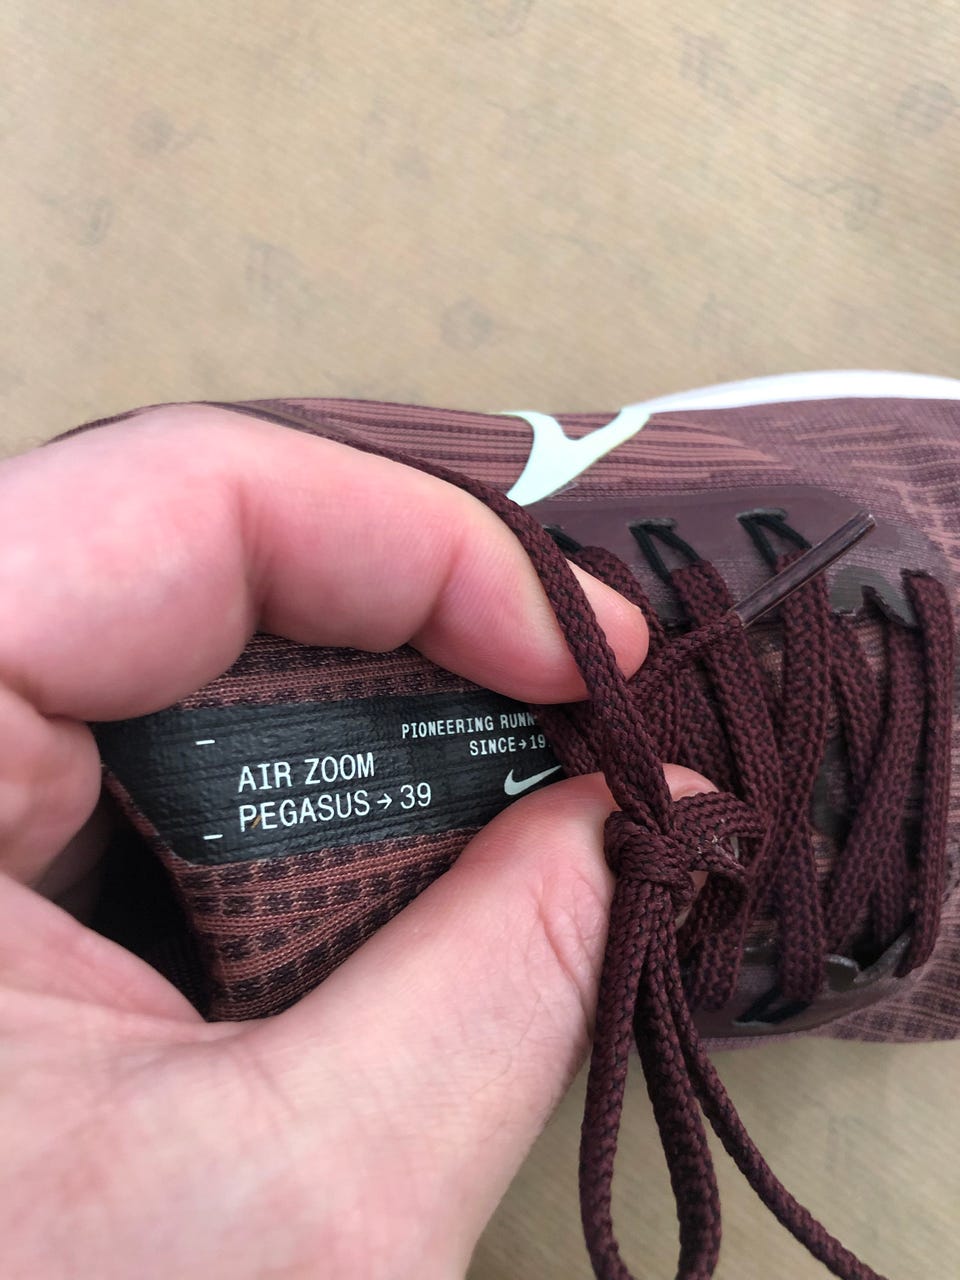 PIONEERING RUNN
SINCE→19
AIR ZOOM
PEGASUS→39